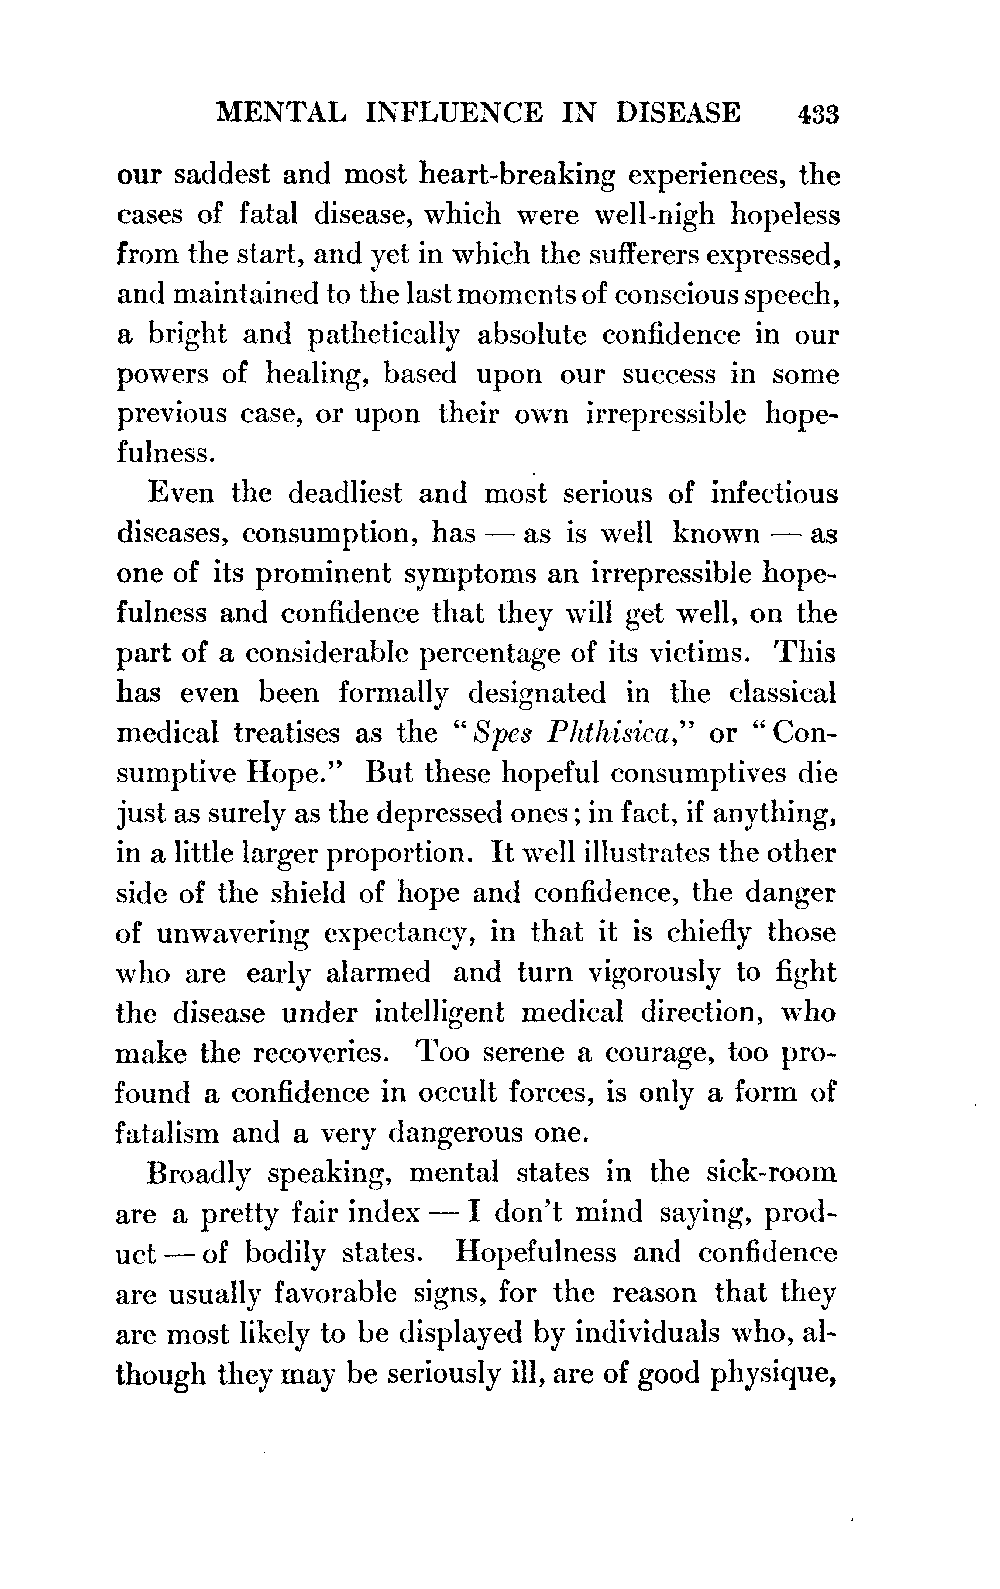 MENTAL INFLUENCE IN DISEASE 433
our saddest and most heart-breaking experiences, the
cases of fatal disease, which were well-nigh hopeless
from the start, and yet in which the sufferers expressed,
and maintained to the last moments of conscious speech,
a bright and pathetically absolute confidence in our
powers of healing, based upon our success in some
previous case, or upon their own irrepressible hope-
fulness.
Even the deadliest and most serious of infectious
diseases, consumption, has — as is well known — as
one of its prominent symptoms an irrepressible hope-
fulness and confidence that they will get well, on the
part of a considerable percentage of its victims. This
has even been formally designated in the classical
medical treatises as the "Spes Phthisica," or "Con-
sumptive Hope." But these hopeful consumptives die
just as surely as the depressed ones; in fact, if anything,
in a little larger proportion. It well illustrates the other
side of the shield of hope and confidence, the danger
of unwavering expectancy, in that it is chiefly those
who are early alarmed and turn vigorously to fight
the disease under intelligent medical direction, who
make the recoveries. Too serene a courage, too pro-
found a confidence in occult forces, is only a form of
fatalism and a very dangerous one.
Broadly speaking, mental states in the sick-room
are a pretty fair index — I don't mind saying, prod-
uct — of bodily states. Hopefulness and confidence
are usually favorable signs, for the reason that they
are most likely to be displayed by individuals who, al-
though they may be seriously ill, are of good physique,